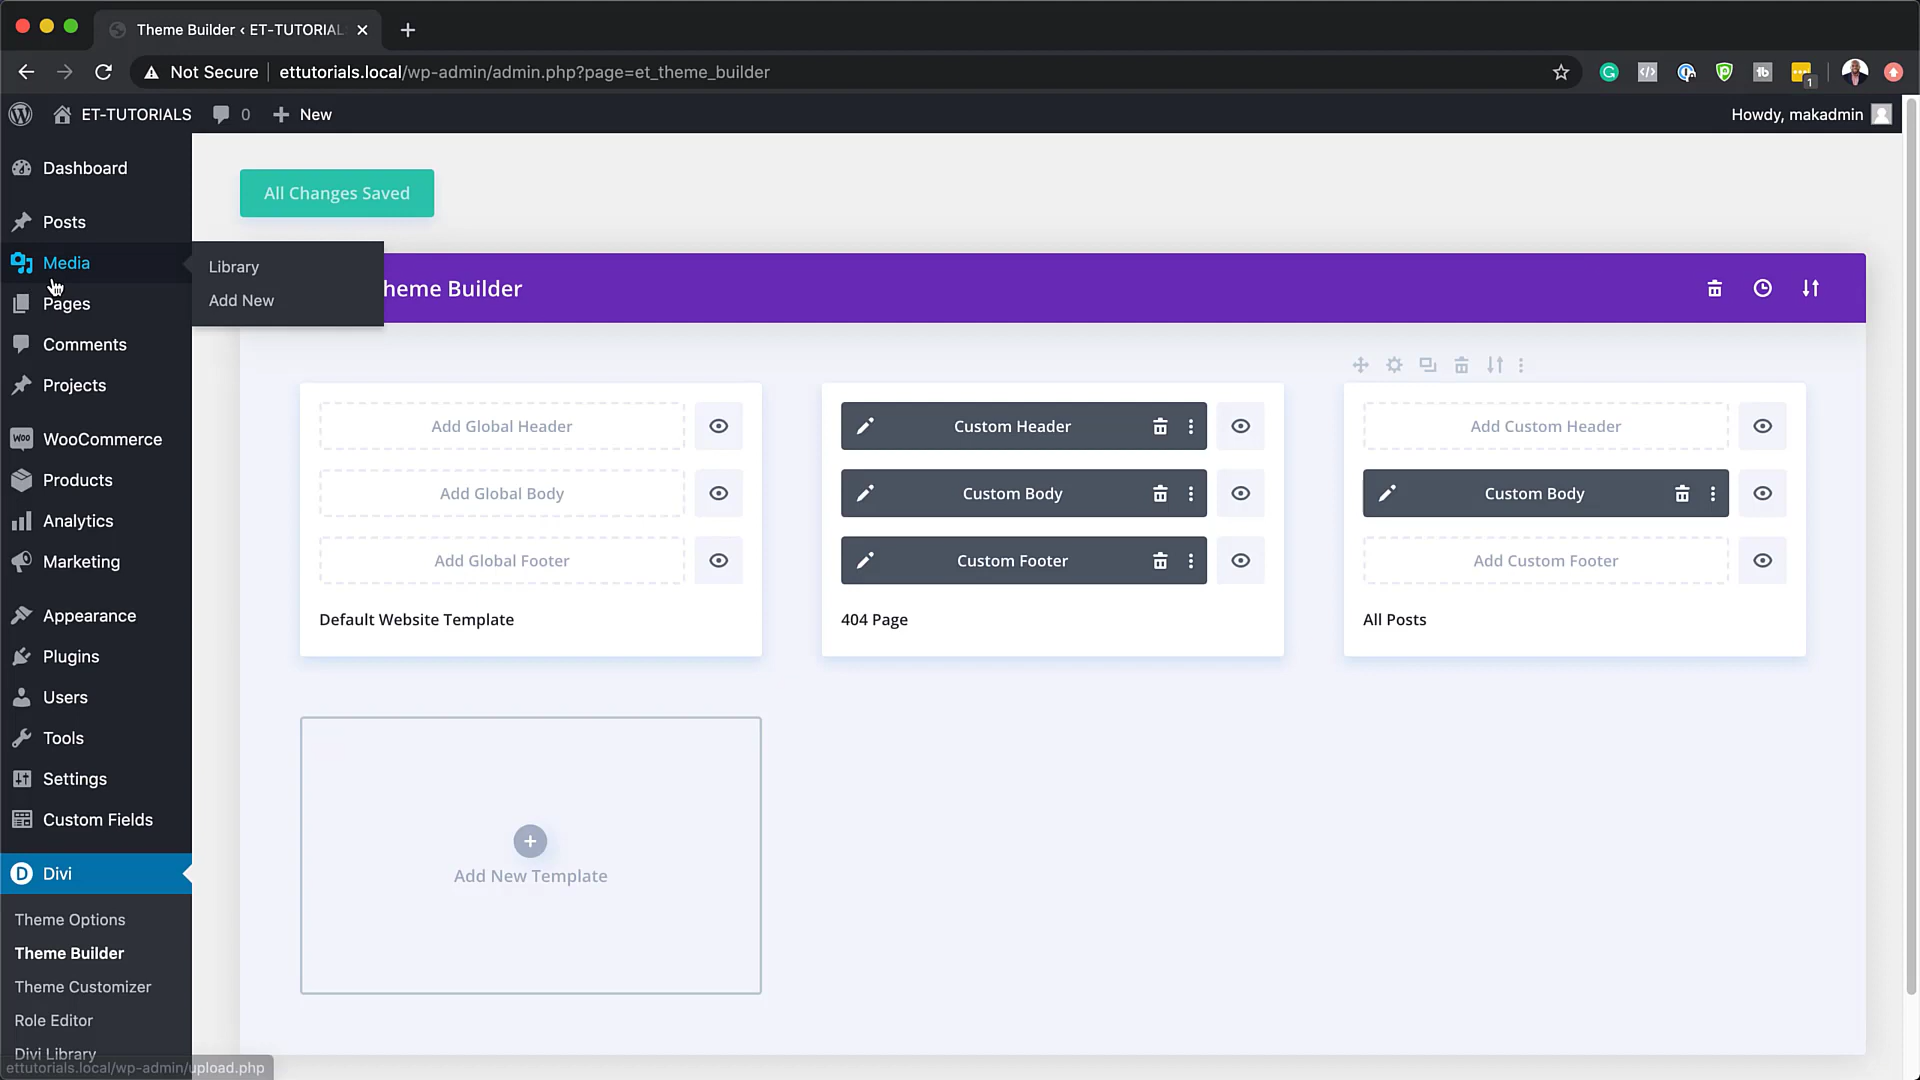 Theme Builder ‹ ET-TUTORIAL
Not Secure
ettutorials.local/wp-admin/admin.php?page=et_theme_builder
1
ET-TUTORIALS
0
New
Howdy, makadmin
Dashboard
Posts
Media
Pages
Comments
Projects
WooCommerce
Products
Analytics
Marketing
Appearance
Plugins
Users
Tools
Settings
Custom Fields
Divi
Theme Options
Theme Builder
Theme Customizer
Role Editor
Divi Library
ettutorials.local/wp-admin/upload.php
Library
Add New
All Changes Saved
heme Builder
Add Global Header
Add Global Body
Add Global Footer
Default Website Template
Custom Header
Custom Body
Custom Footer
404 Page
Add Custom Header
Custom Body
Add Custom Footer
All Posts
Add New Template